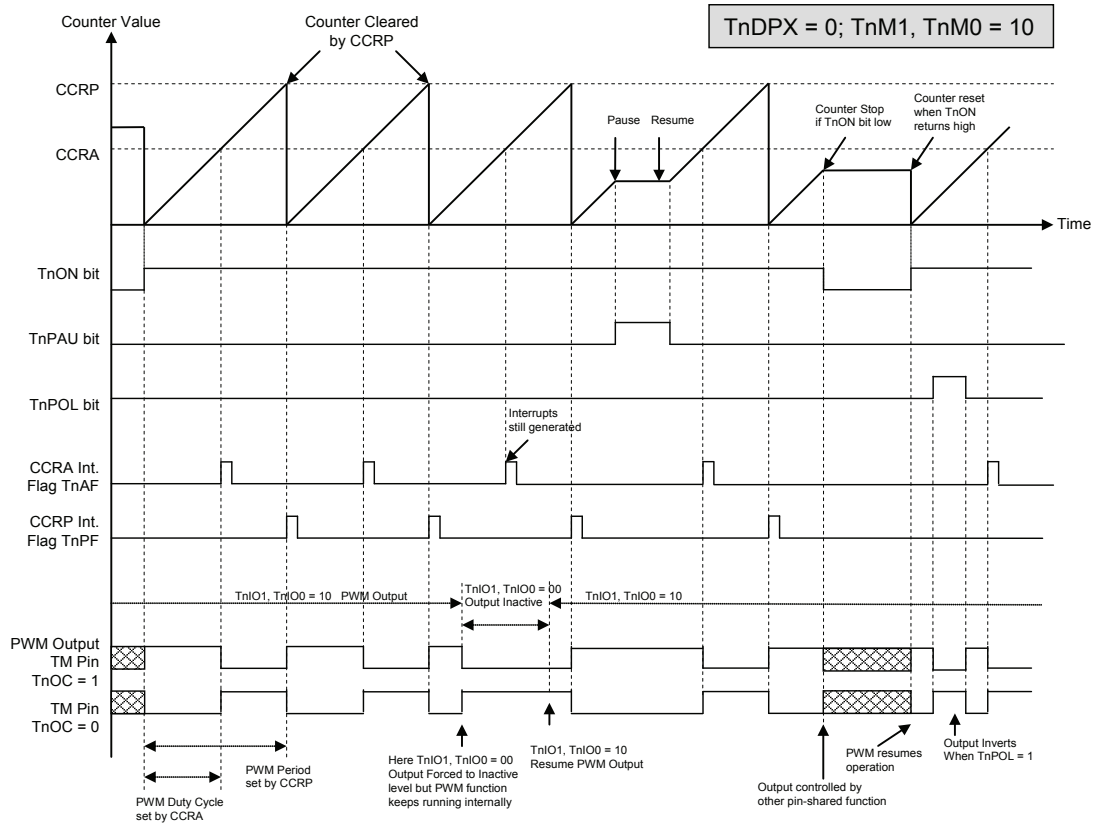 Counter Value
Counter Cleared
by CCRP
TnDPX = 0; TnM1, TnM0 = 10
CCRP
CCRA
Pause
Resume
Counter Stop
if TnON bit low
Counter reset
when TnON
returns high
Time
TnON bit
TnPAU bit
TnPOL bit
Interrupts
still generated
CCRA Int.
Flag TnAF
CCRP Int.
Flag TnPF
TnIO1, TnIO0 = 10 PWM Output
TnIO1, TnIO0 = 00
Output Inactive
TnIO1, TnIO0 = 10
PWM Output
TM Pin
TnOC = 1
TM Pin
TnOC = 0
PWM Duty Cycle
set by CCRA
PWM Period
set by CCRP
Here TnIO1, TnIO0 = 00
Output Forced to Inactive
level but PWM function
keeps running internally
TnIO1, TnIO0 = 10
Resume PWM Output
Output controlled by
other pin-shared function
PWM resumes
operation
Output Inverts
When TnPOL = 1